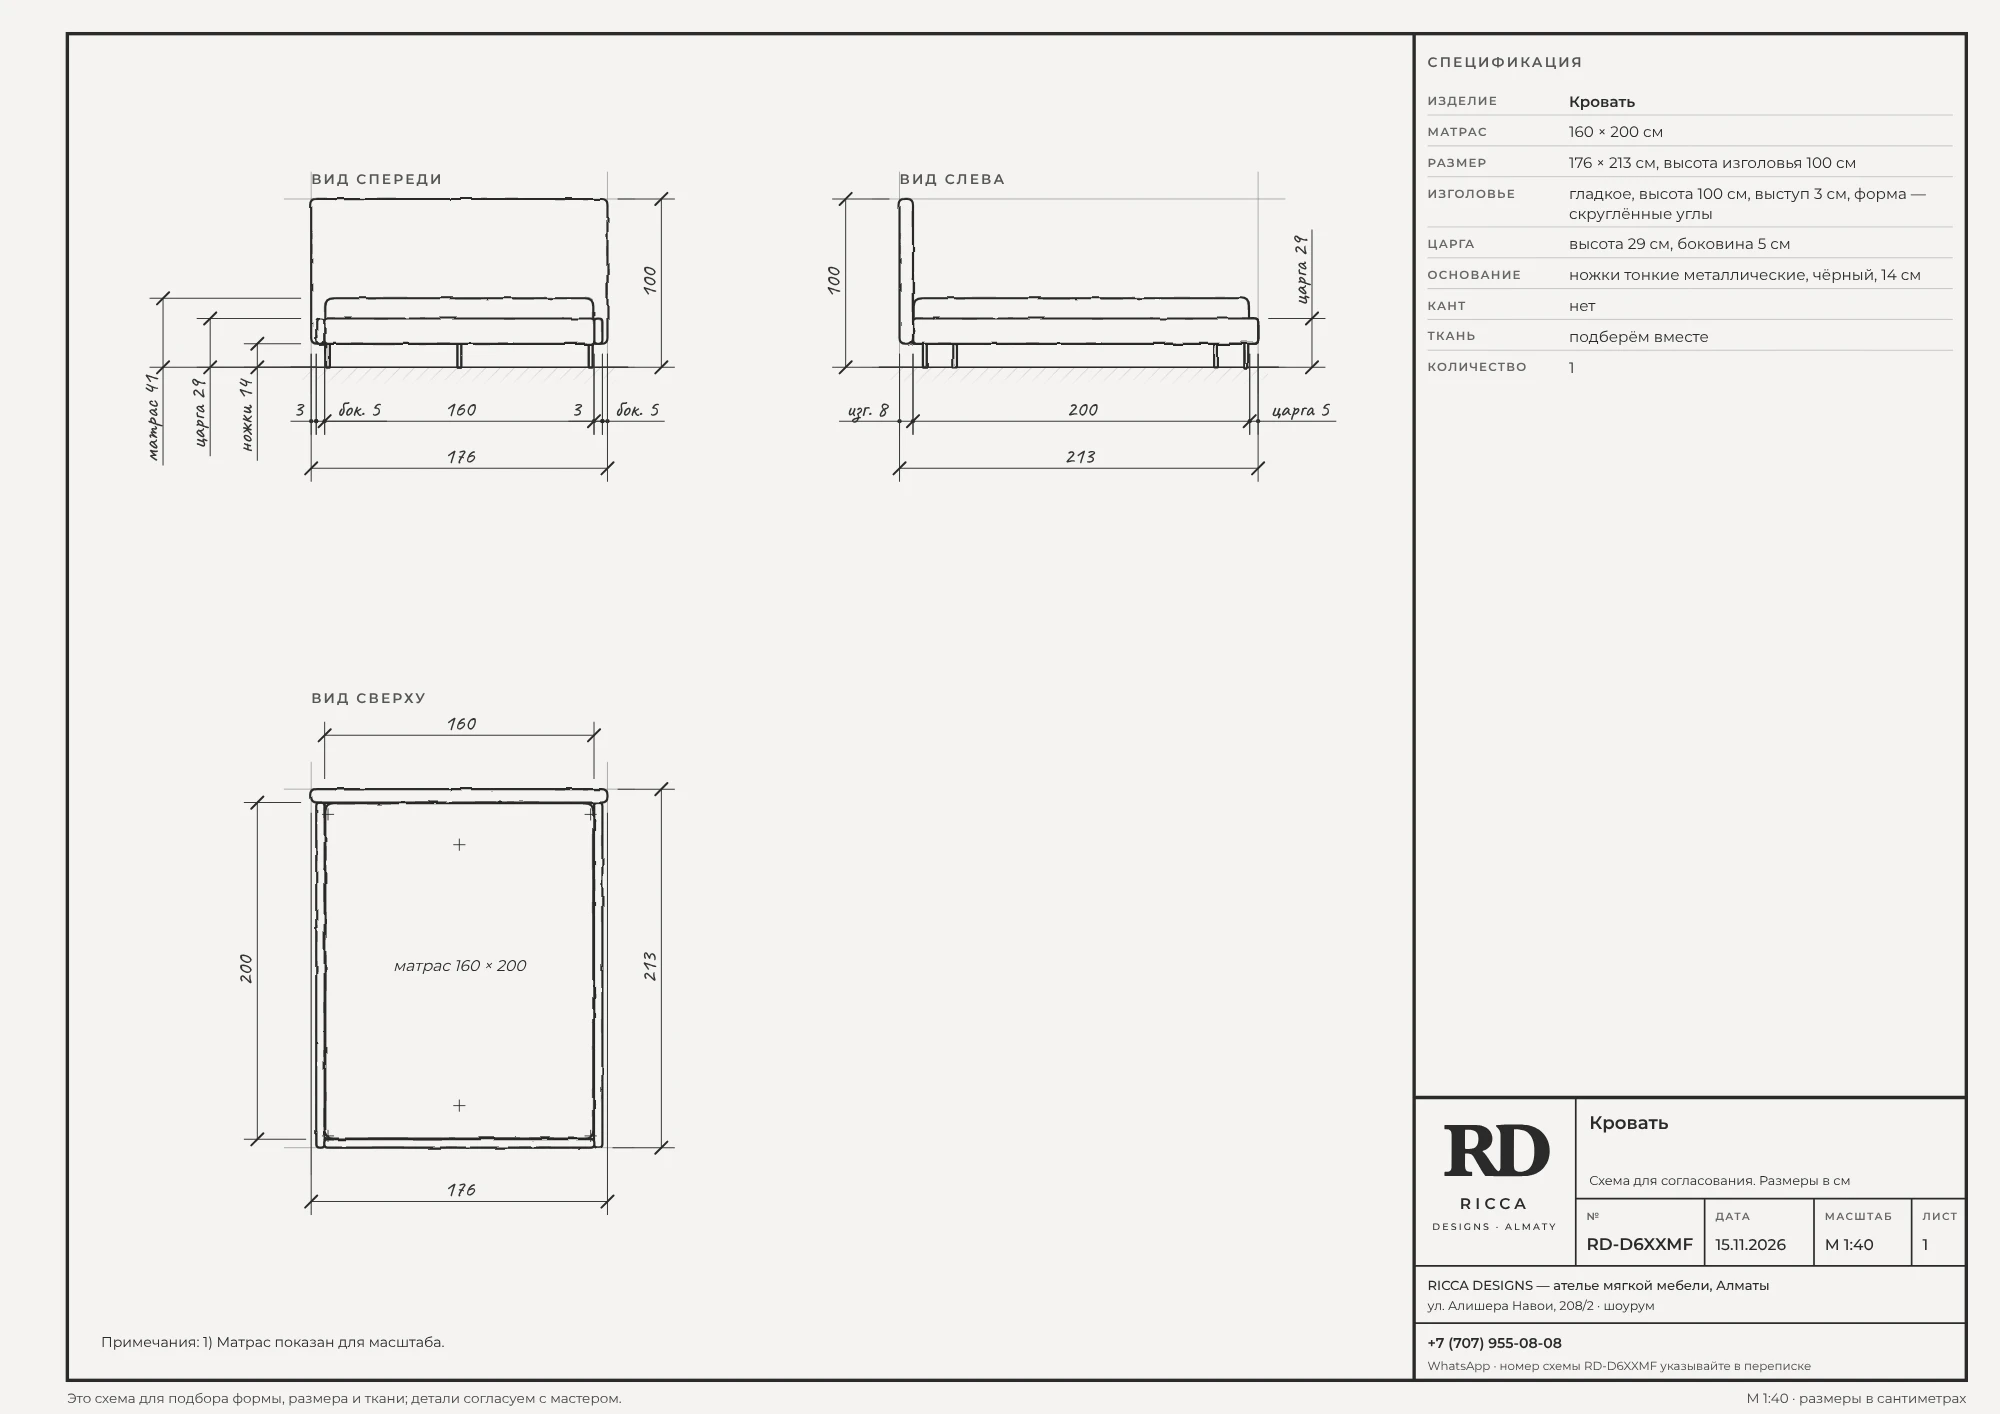 ВИД СПЕРЕДИ
100
матрас 41
царга 29
ножки 14
3
бок. 5
160
3
бок. 5
176
ВИД СЛЕВА
100
царга 29
изг. 8
200
царга 5
213
ВИД СВЕРХУ
160
200
матрас 160 × 200
213
176
Примечания: 1) Матрас показан для масштаба.
СПЕЦИФИКАЦИЯ
ИЗДЕЛИЕ Кровать
МАТРАС 160 × 200 см
РАЗМЕР 176 × 213 см, высота изголовья 100 см
ИЗГОЛОВЬЕ гладкое, высота 100 см, выступ 3 см, форма —
скруглённые углы
ЦАРГА высота 29 см, боковина 5 см
ОСНОВАНИЕ ножки тонкие металлические, чёрный, 14 см
КАНТ нет
ТКАНЬ подберём вместе
КОЛИЧЕСТВО 1
RD
RICCA
DESIGNS · ALMATY
Кровать
Схема для согласования. Размеры в см
№ ДАТА МАСШТАБ ЛИСТ
RD-D6XXMF 15.11.2026 М 1:40 1
RICCA DESIGNS — ателье мягкой мебели, Алматы
ул. Алишера Навои, 208/2 · шоурум
+7 (707) 955-08-08
WhatsApp · номер схемы RD-D6XXMF указывайте в переписке
Это схема для подбора формы, размера и ткани; детали согласуем с мастером.
М 1:40 · размеры в сантиметрах